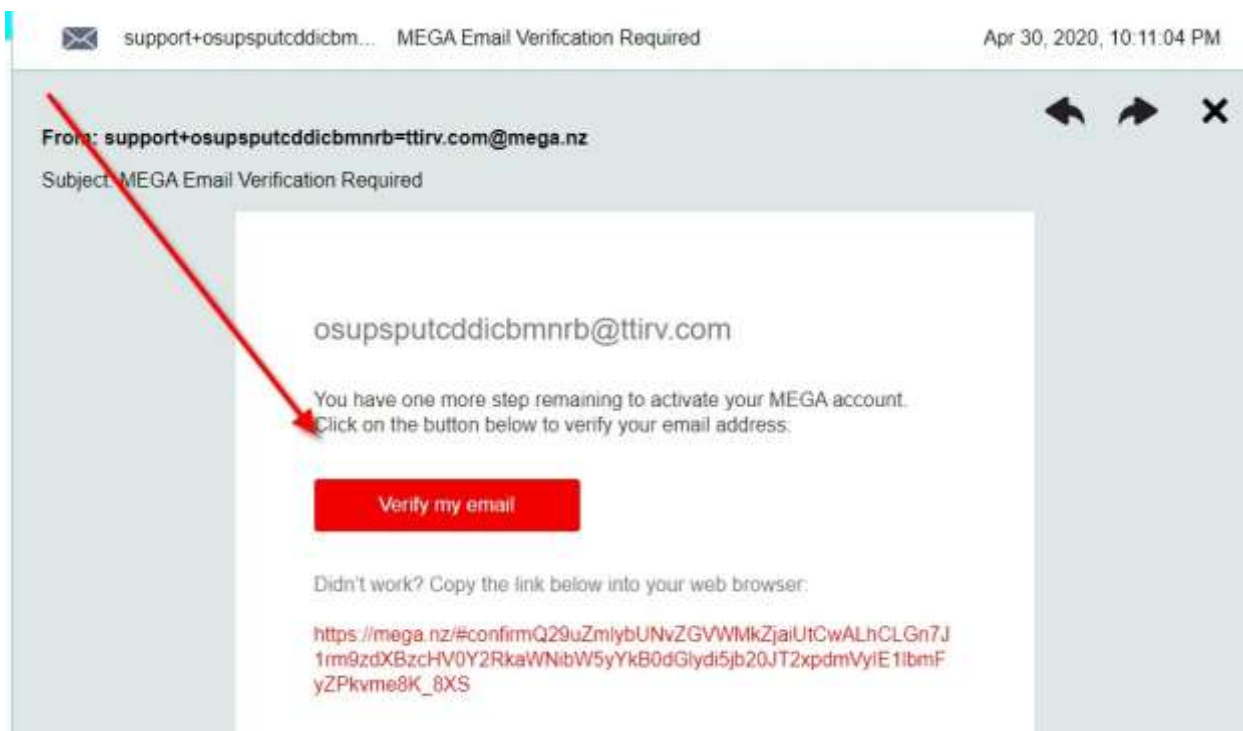 support+osupsputcddicbm... MEGA Email Verification Required Apr 30, 2020, 10:11:04 PM
From: support+osupsputcddicbmnrb=ttirv.com@mega.nz
Subject: MEGA Email Verification Required
osupsputcddicbmnrb@ttirv.com
You have one more step remaining to activate your MEGA account.
Click on the button below to verify your email address:
Verify my email
Didn't work? Copy the link below into your web browser:
https://mega.nz/#confirmQ29uZmlybUNvZGVWMkZjaiUtCwALhCLGn7J
1rm9zdXBzcHV0Y2RkaWNibW5yYkB0dGlydi5jb20JT2xpdmVyIE1lbmF
yZPkvme8K_8XS